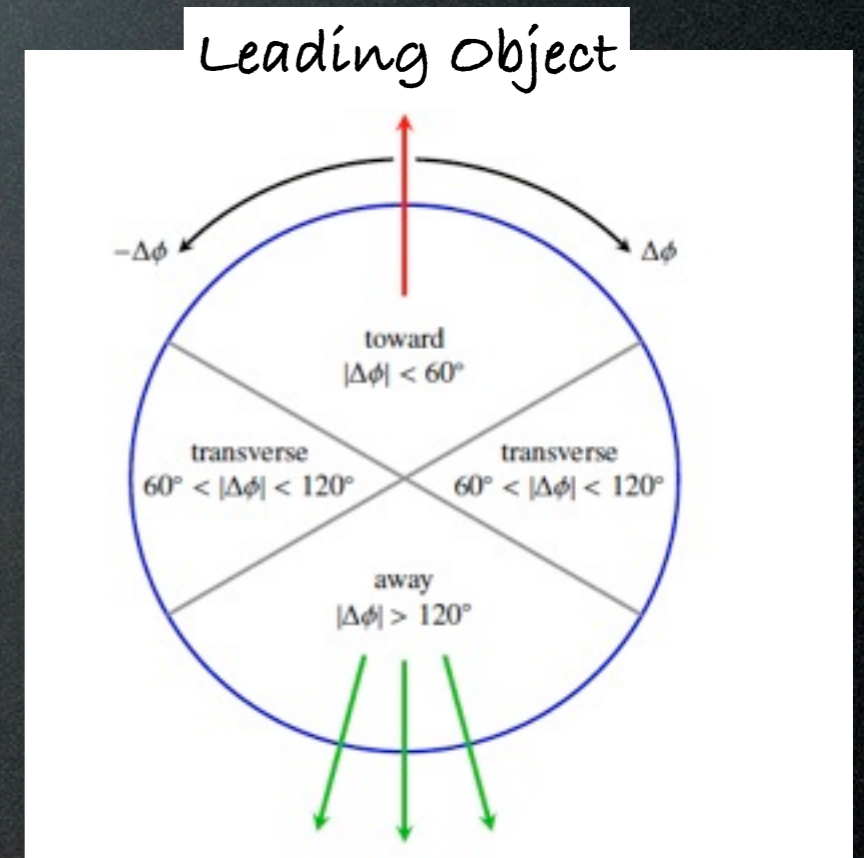 Leading Object
−Δϕ
Δϕ
toward
|Δϕ| < 60°
transverse
60° < |Δϕ| < 120°
transverse
60° < |Δϕ| < 120°
away
|Δϕ| > 120°